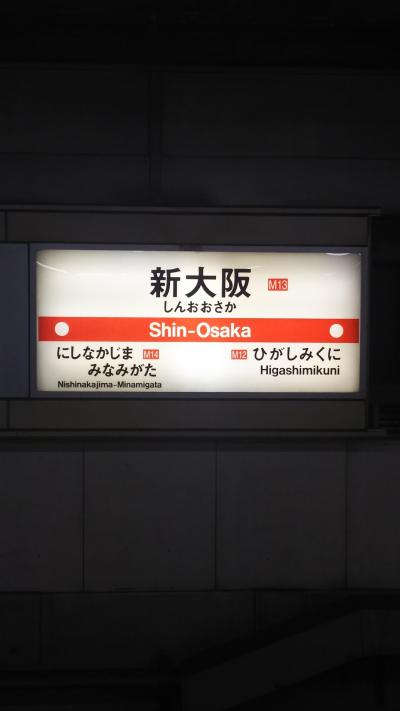 新大阪 M13
しんおおさか
Shin-Osaka
にしなかじま M14 M12 ひがしみくに
みなみがた Higashimikuni
Nishinakajima-Minamigata